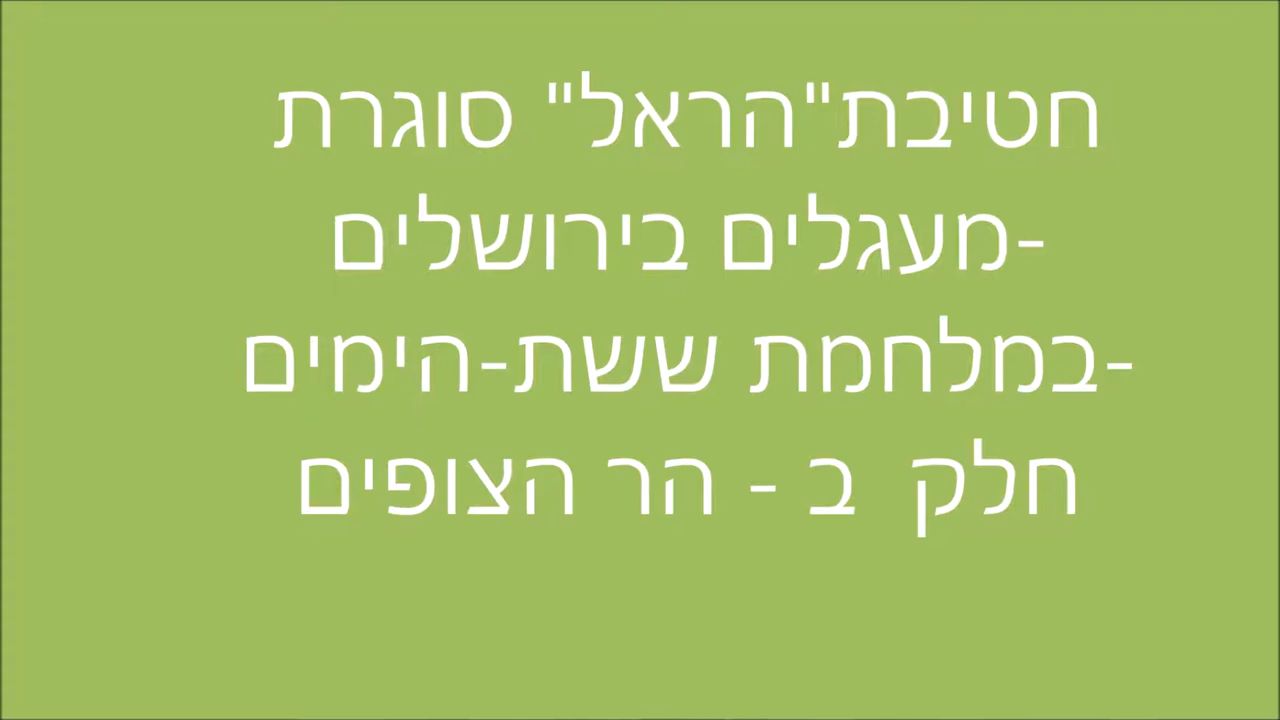 חטיבת"הראל" סוגרת
-מעגלים בירושלים
-במלחמת ששת-הימים
חלק  ב - הר הצופים